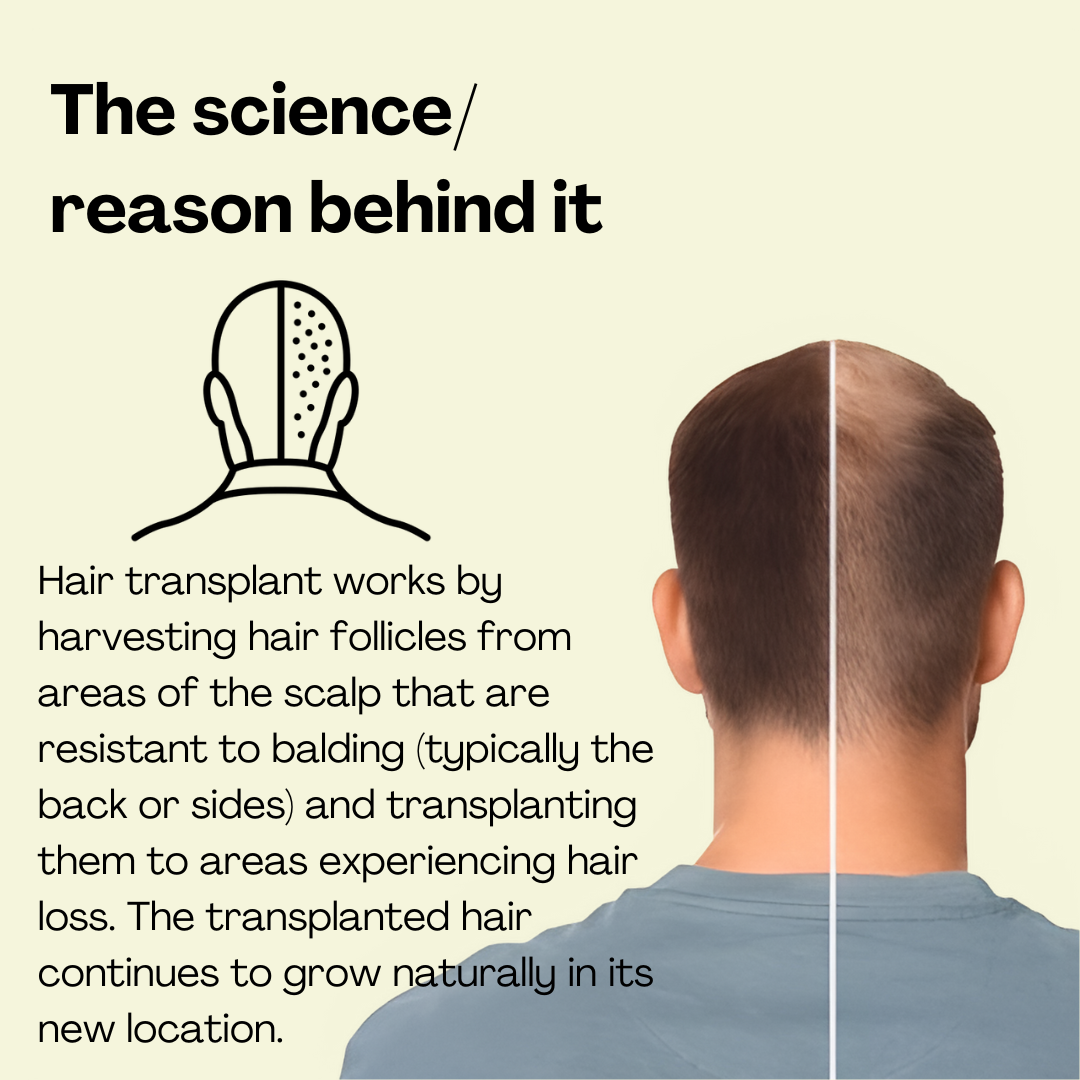 The science/
reason behind it
Hair transplant works by
harvesting hair follicles from
areas of the scalp that are
resistant to balding (typically the
back or sides) and transplanting
them to areas experiencing hair
loss. The transplanted hair
continues to grow naturally in its
new location.